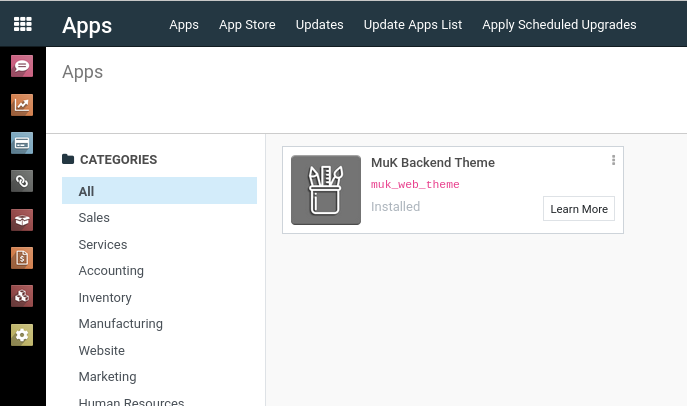 Apps Apps App Store Updates Update Apps List Apply Scheduled Upgrades
Apps
CATEGORIES
All
Sales
Services
Accounting
Inventory
Manufacturing
Website
Marketing
Human Resources
MuK Backend Theme
muk_web_theme
Installed
Learn More